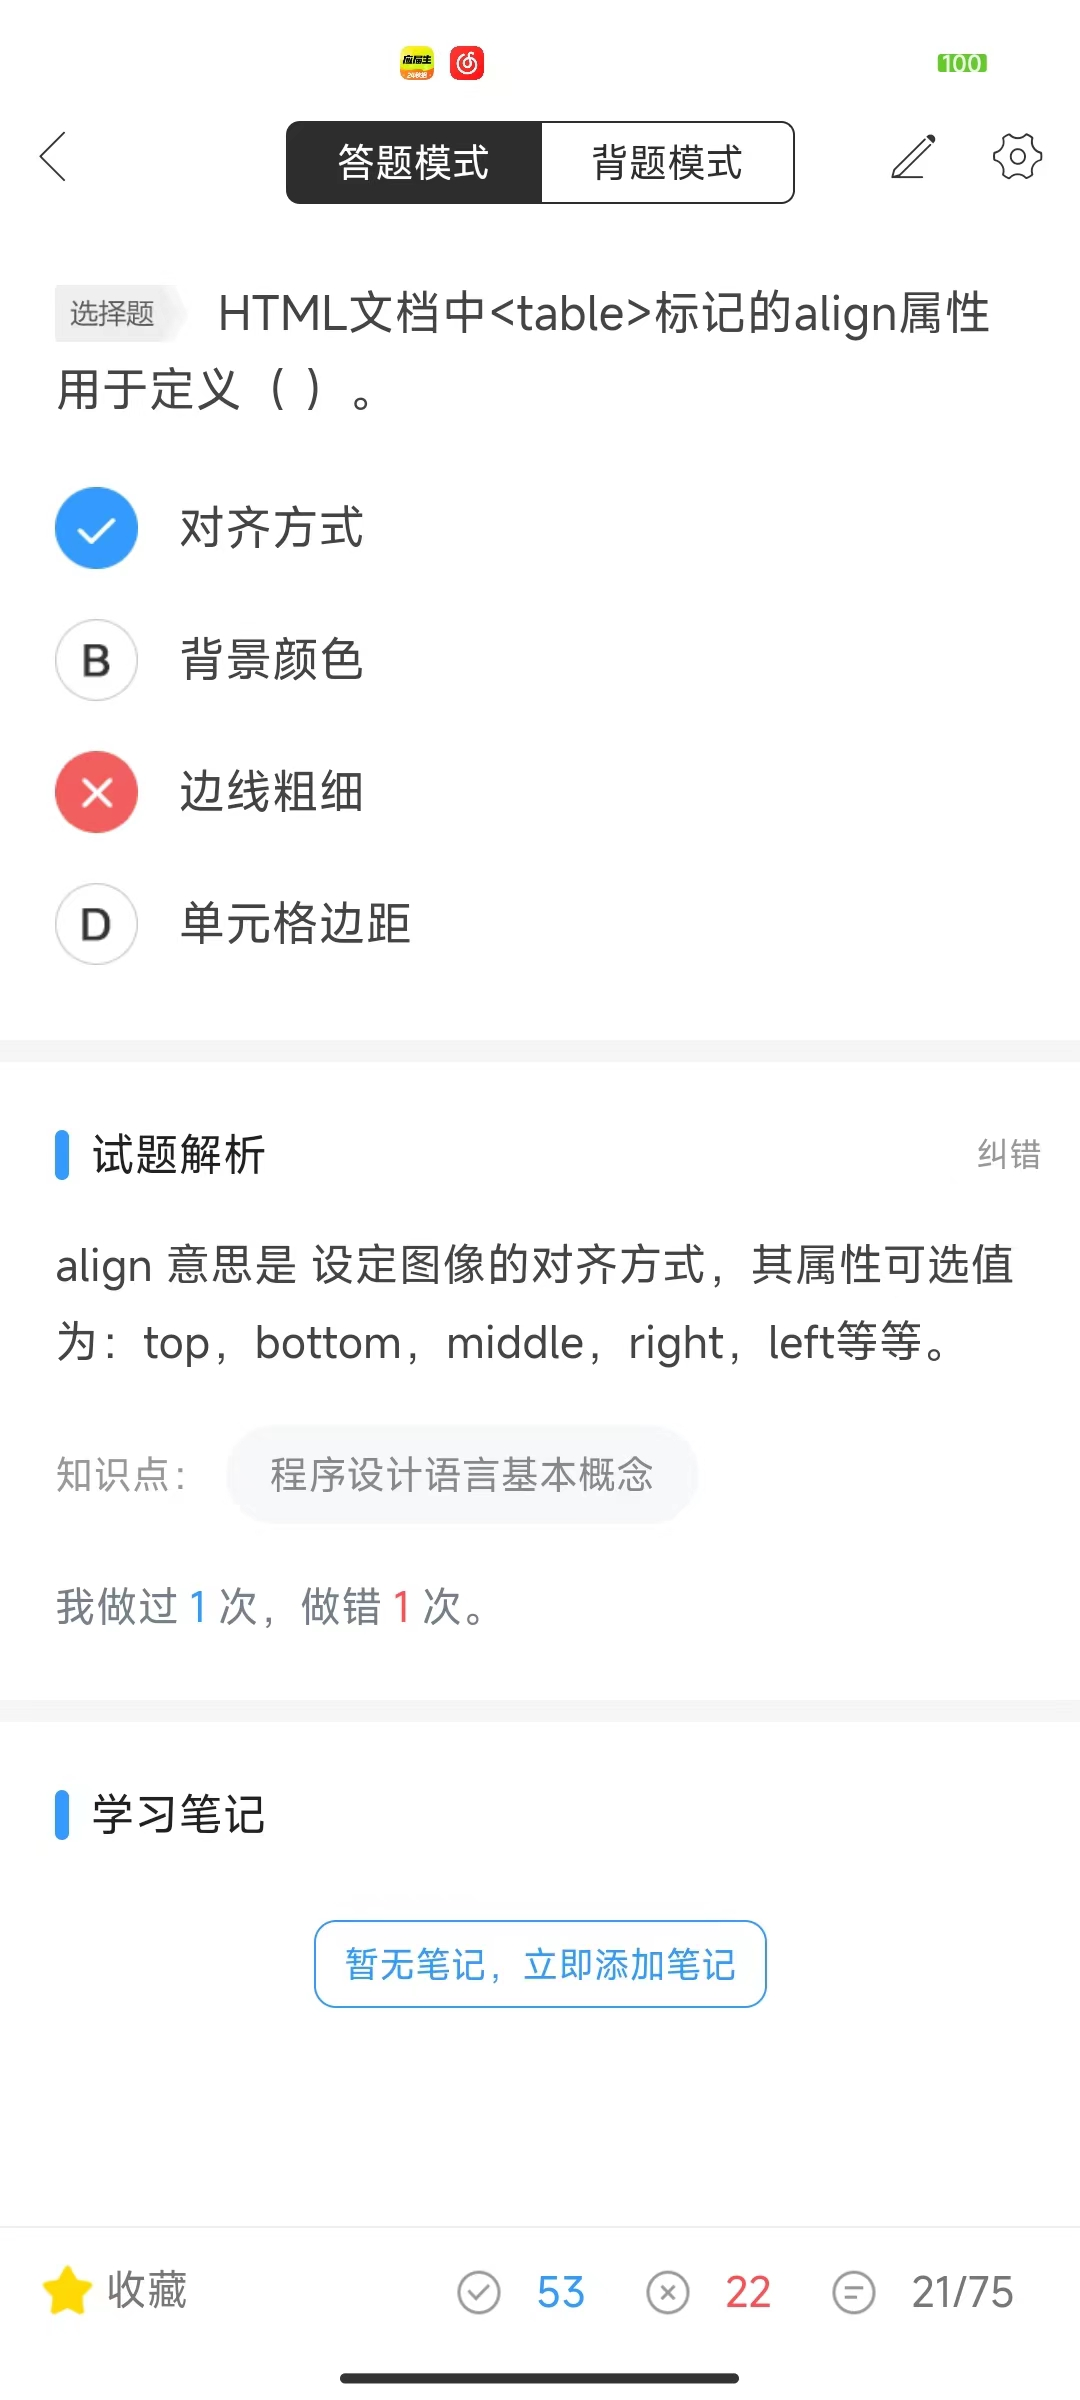 应届生
100
答题模式 背题模式
选择题 HTML文档中<table>标记的align属性
用于定义（ ）。
对齐方式
B 背景颜色
边线粗细
D 单元格边距
试题解析 纠错
align 意思是 设定图像的对齐方式，其属性可选值
为：top，bottom，middle，right，left等等。
知识点： 程序设计语言基本概念
我做过 1 次，做错 1 次。
学习笔记
暂无笔记，立即添加笔记
收藏 53 22 21/75